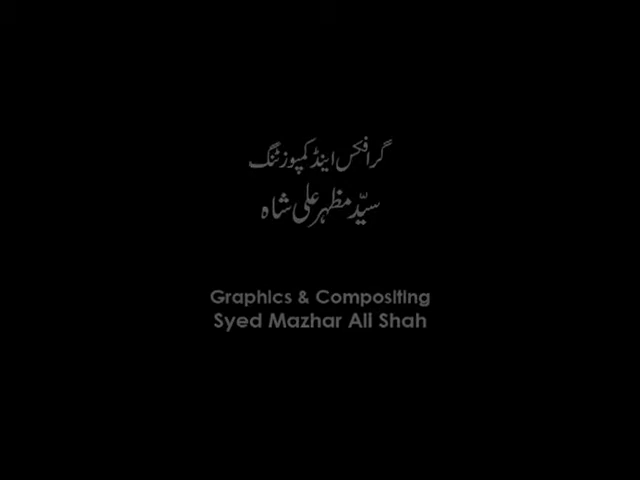 گرافکس اینڈ کمپوزٹنگ
سیّد مظہر علی شاہ
Graphics & Compositing
Syed Mazhar Ali Shah